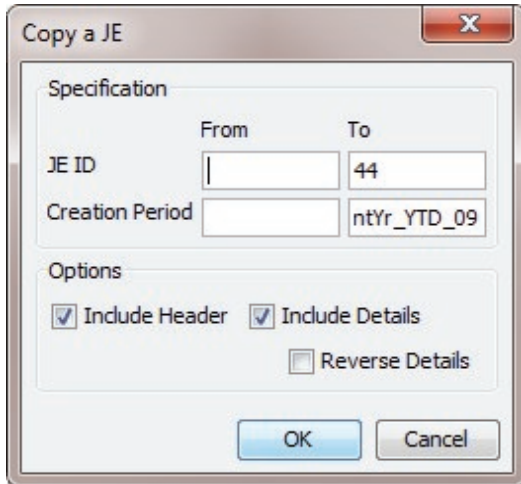 Copy a JE
Specification
From To
JE ID 44
Creation Period ntYr_YTD_09
Options
Include Header Include Details
Reverse Details
OK Cancel